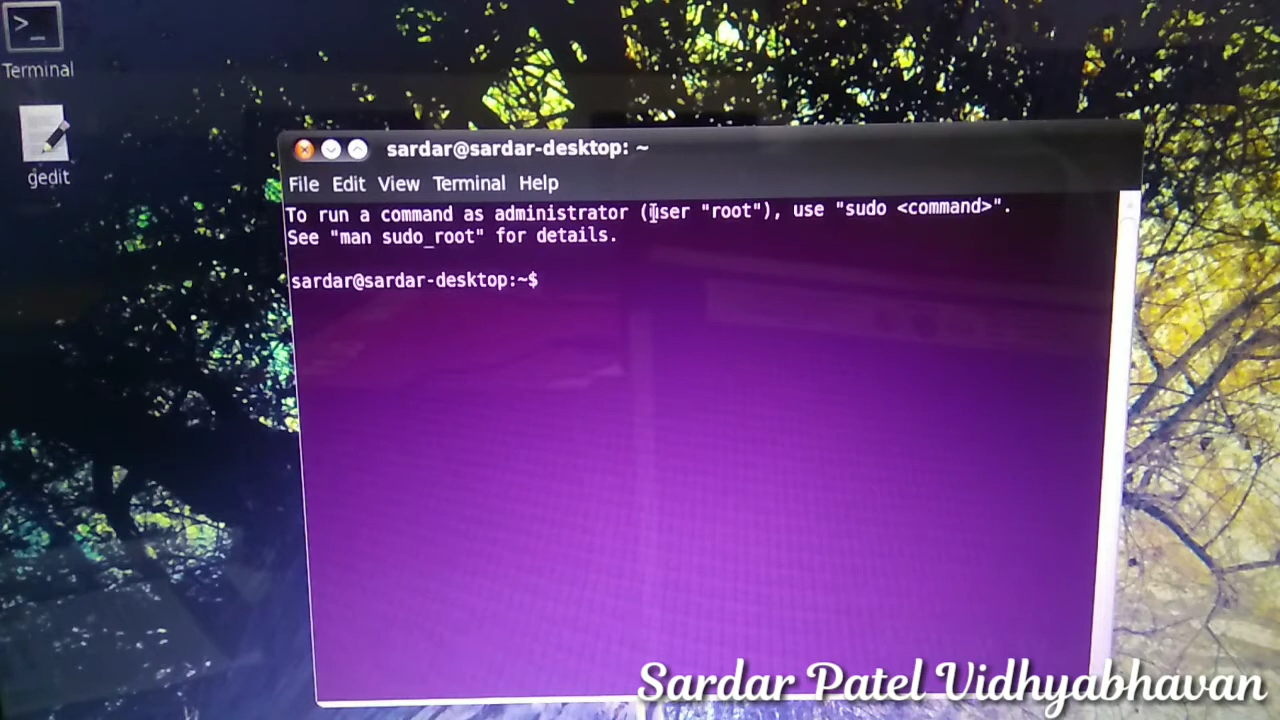 Terminal
gedit
sardar@sardar-desktop: ~
File Edit View Terminal Help
To run a command as administrator (user "root"), use "sudo <command>".
See "man sudo_root" for details.
sardar@sardar-desktop:~$
Sardar Patel Vidhyabhavan